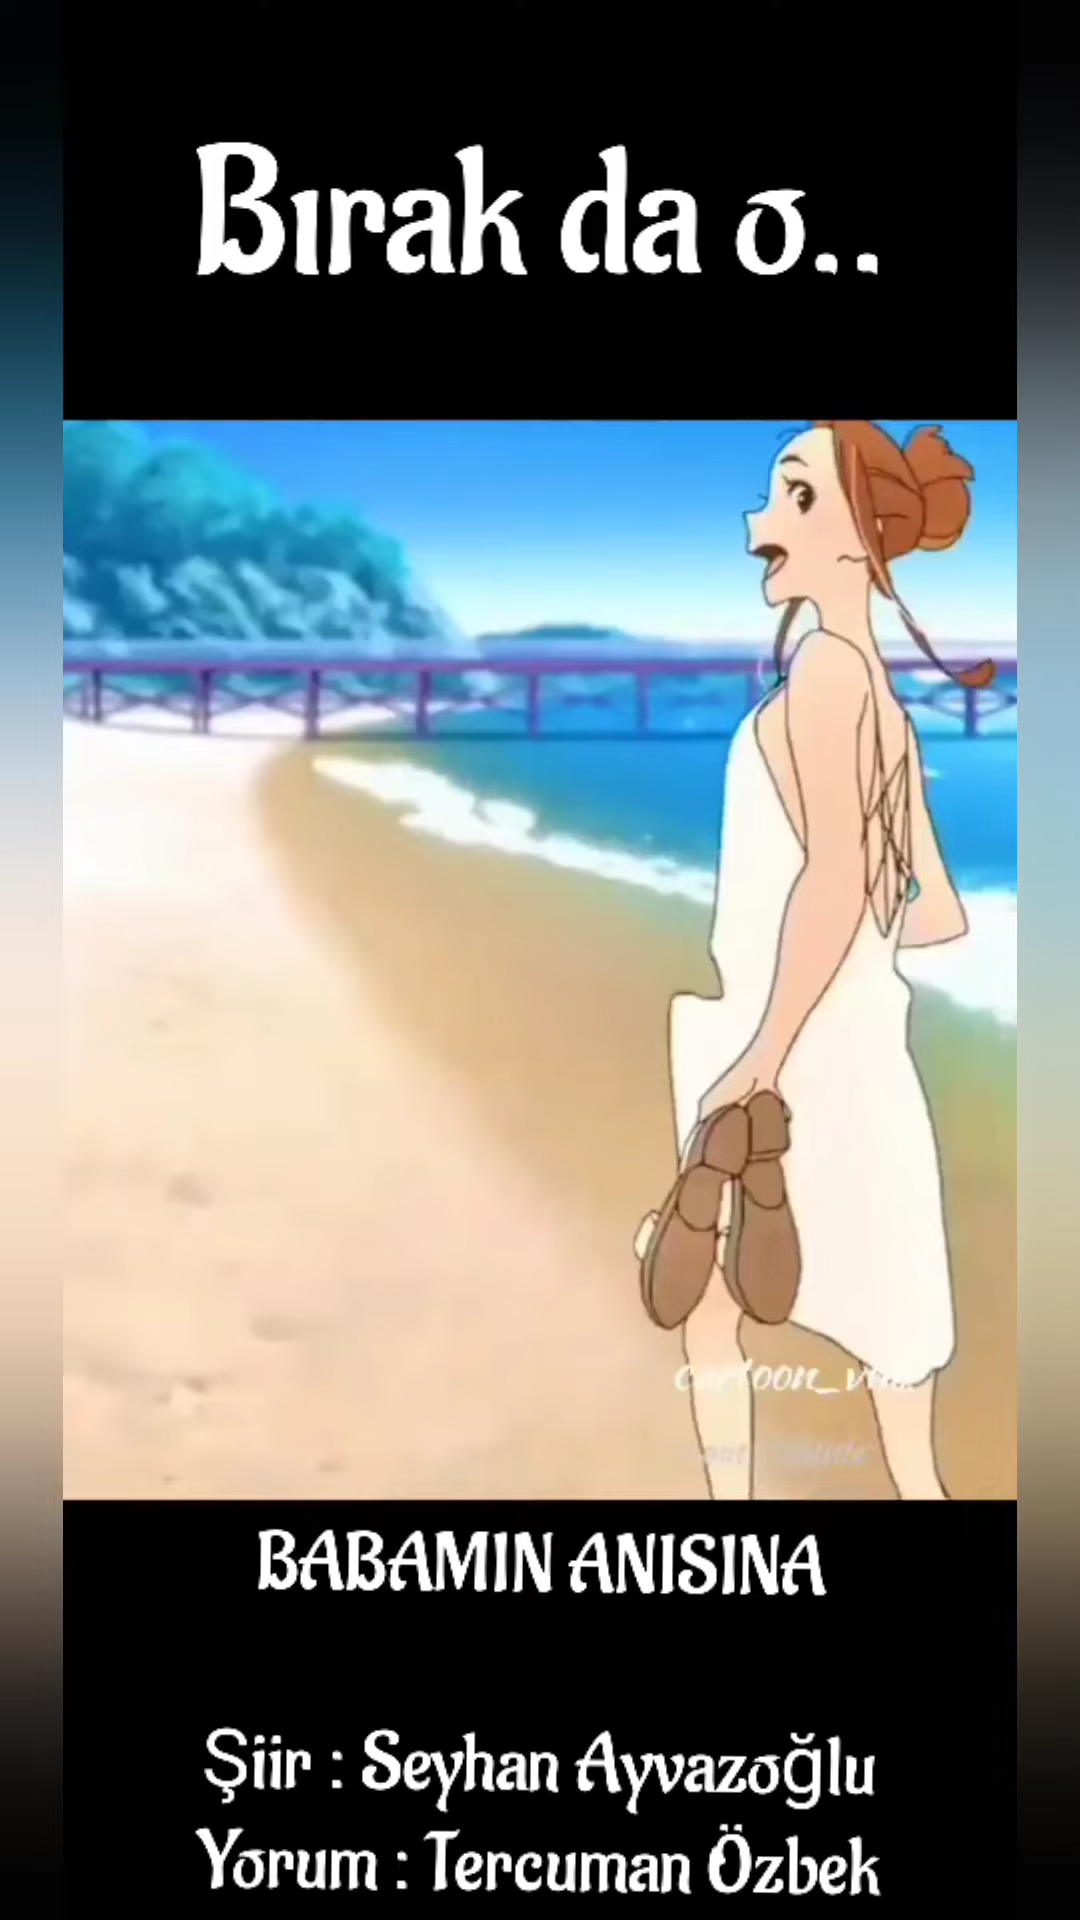 Bırak da o..
BABAMIN ANISINA
Şiir : Seyhan Ayvazoğlu
Yorum : Tercuman Özbek